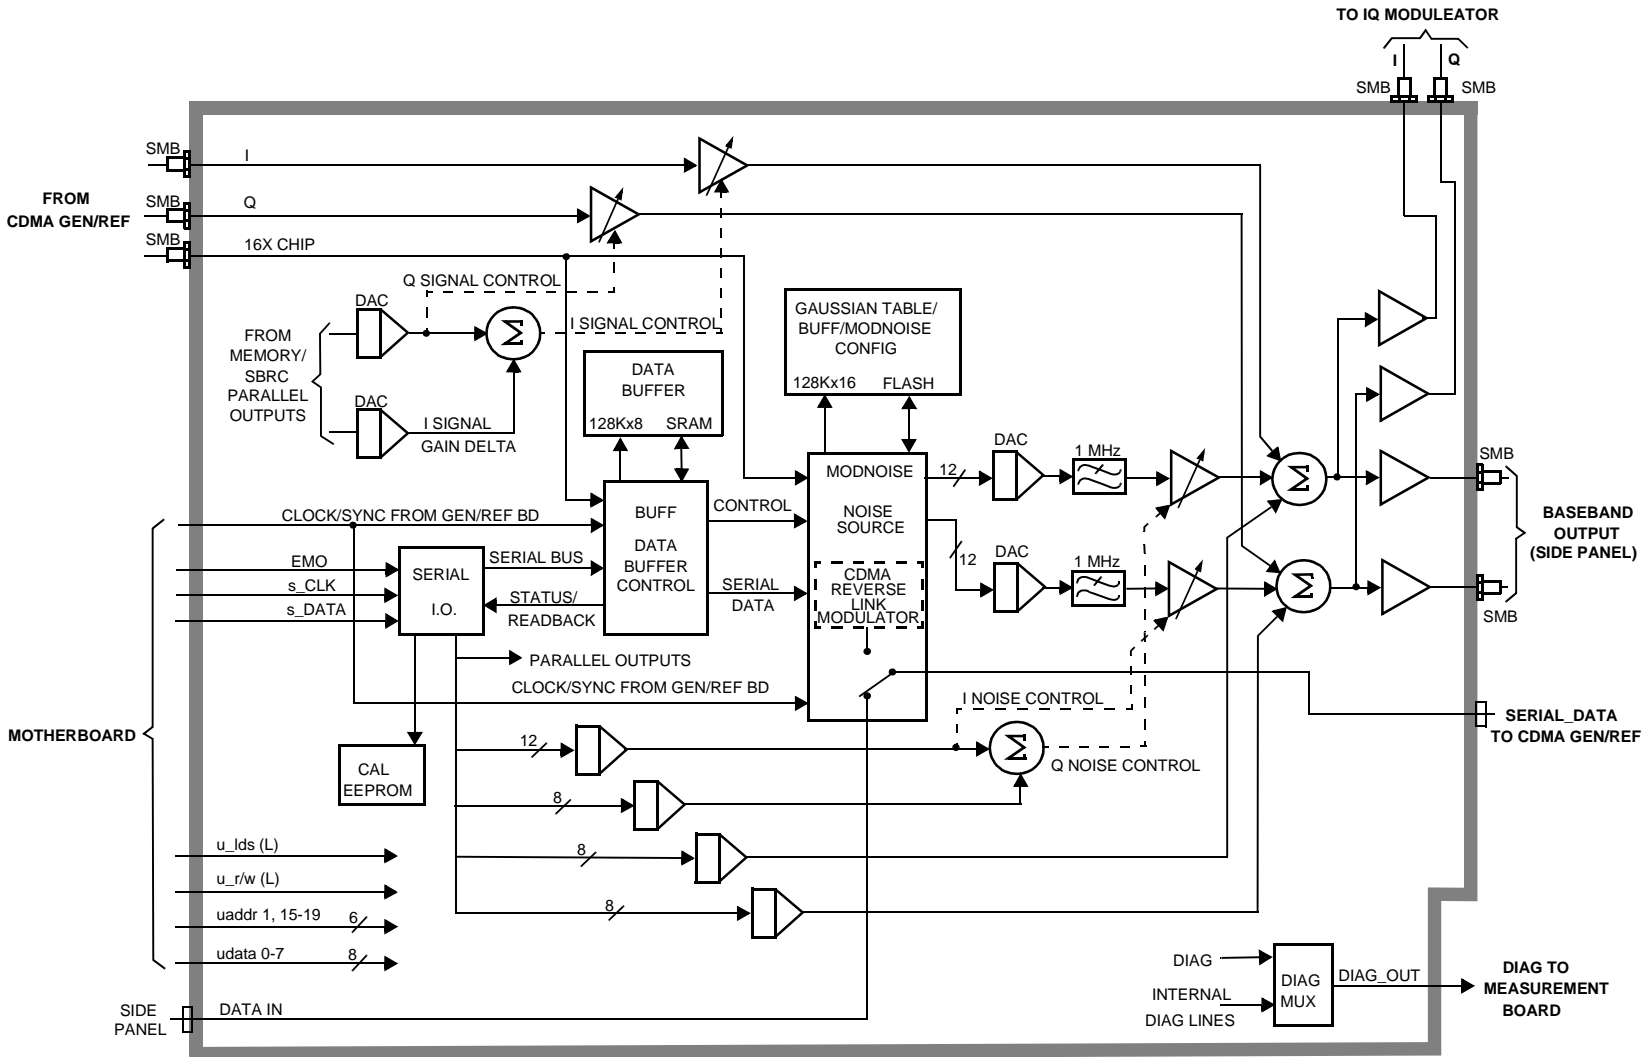 TO IQ MODULEATOR
I
Q
SMB
SMB
SMB
I
FROM
CDMA GEN/REF
SMB
Q
SMB
16X CHIP
Q SIGNAL CONTROL
DAC
Σ
I SIGNAL CONTROL
FROM
MEMORY/
SBRC
PARALLEL
OUTPUTS
DAC
I SIGNAL
GAIN DELTA
DATA
BUFFER
128Kx8
SRAM
GAUSSIAN TABLE/
BUFF/MODNOISE
CONFIG
128Kx16
FLASH
MODNOISE
NOISE
SOURCE
CDMA
REVERSE
LINK
MODULATOR
12
DAC
1 MHz
Σ
SMB
12
DAC
1 MHz
Σ
SMB
BASEBAND
OUTPUT
(SIDE PANEL)
CLOCK/SYNC FROM GEN/REF BD
BUFF
DATA
BUFFER
CONTROL
CONTROL
EMO
s_CLK
s_DATA
SERIAL
I.O.
SERIAL BUS
STATUS/
READBACK
SERIAL
DATA
PARALLEL OUTPUTS
CLOCK/SYNC FROM GEN/REF BD
I NOISE CONTROL
MOTHERBOARD
SERIAL_DATA
TO CDMA GEN/REF
12
Σ
Q NOISE CONTROL
CAL
EEPROM
8
8
8
u_lds (L)
u_r/w (L)
uaddr 1, 15-19
6
udata 0-7
8
SIDE
PANEL
DATA IN
DIAG
INTERNAL
DIAG LINES
DIAG
MUX
DIAG_OUT
DIAG TO
MEASUREMENT
BOARD